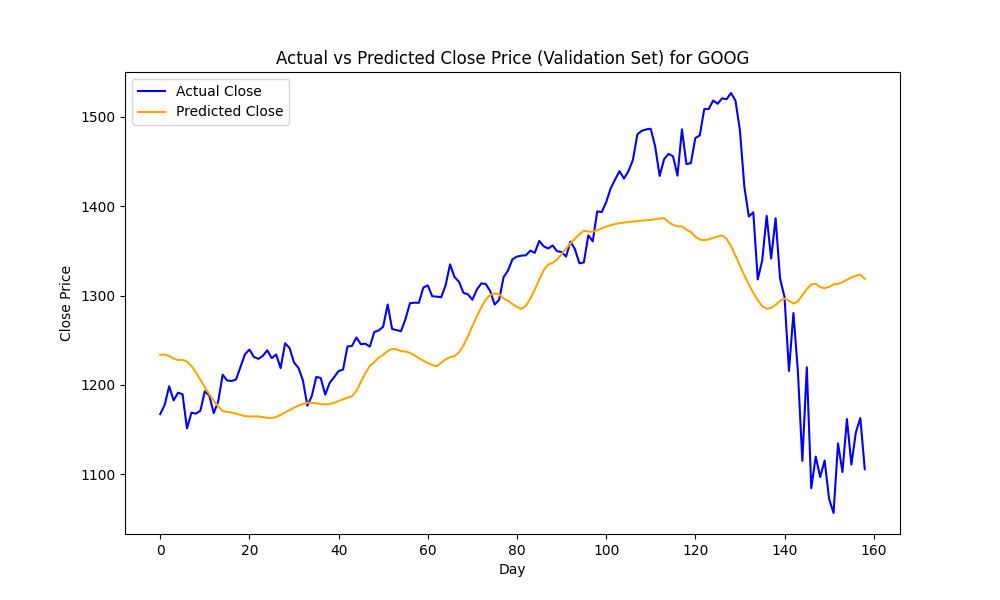 Actual vs Predicted Close Price (Validation Set) for GOOG
Actual Close
Predicted Close
1500
1400
1300
1200
1100
Close Price
0 20 40 60 80 100 120 140 160
Day